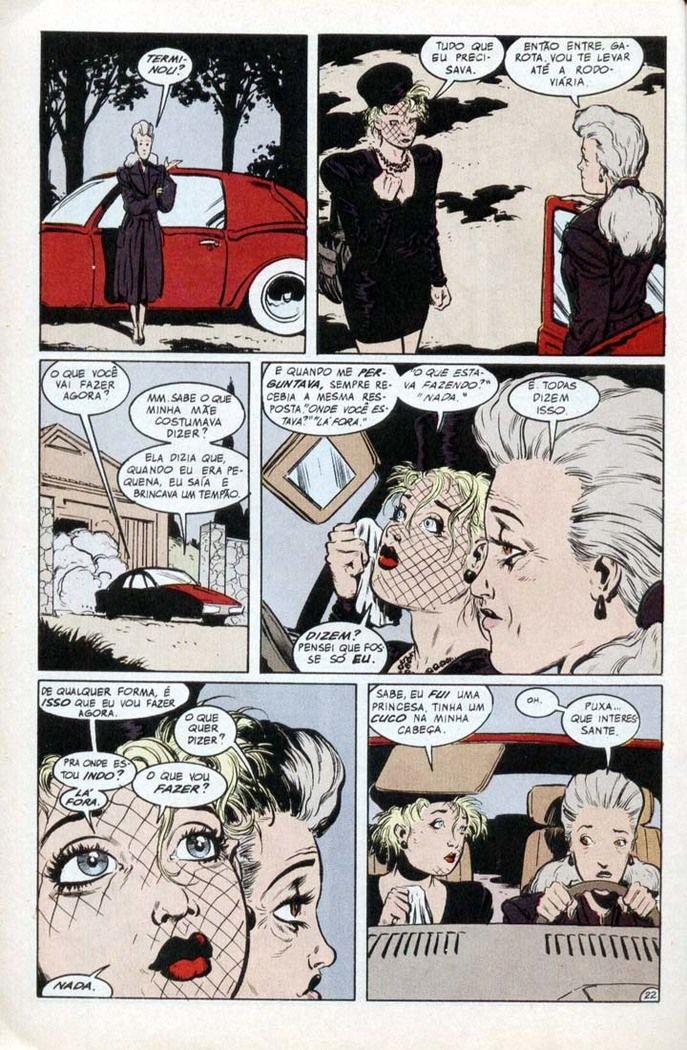 TERMI-
NOU?
TUDO QUE
EU PRECI-
SAVA.
ENTÃO ENTRE, GA-
ROTA. VOU TE LEVAR
ATÉ A RODO-
VIÁRIA.
O QUE VOCÊ
VAI FAZER
AGORA?
MM. SABE O QUE
MINHA MÃE
COSTUMAVA
DIZER?
ELA DIZIA QUE,
QUANDO EU ERA PE-
QUENA, EU SAÍA E
BRINCAVA UM TEMPÃO.
E QUANDO ME PER-
GUNTAVA, SEMPRE RE-
CEBIA A MESMA RES-
POSTA. "ONDE VOCÊ ES-
TAVA?" "LÁ FORA."
"O QUE ESTA-
VA FAZENDO?"
"NADA."
É. TODAS
DIZEM
ISSO.
DIZEM?
PENSEI QUE FOS-
SE SÓ EU.
DE QUALQUER FORMA, É
ISSO QUE EU VOU FAZER
AGORA.
O QUE
QUER
DIZER?
PRA ONDE ES-
TOU INDO?
LÁ
FORA.
O QUE VOU
FAZER?
NADA.
SABE, EU FUI UMA
PRINCESA, TINHA UM
CUCO NA MINHA
CABEÇA.
OH.
PUXA...
QUE INTERES-
SANTE.
22